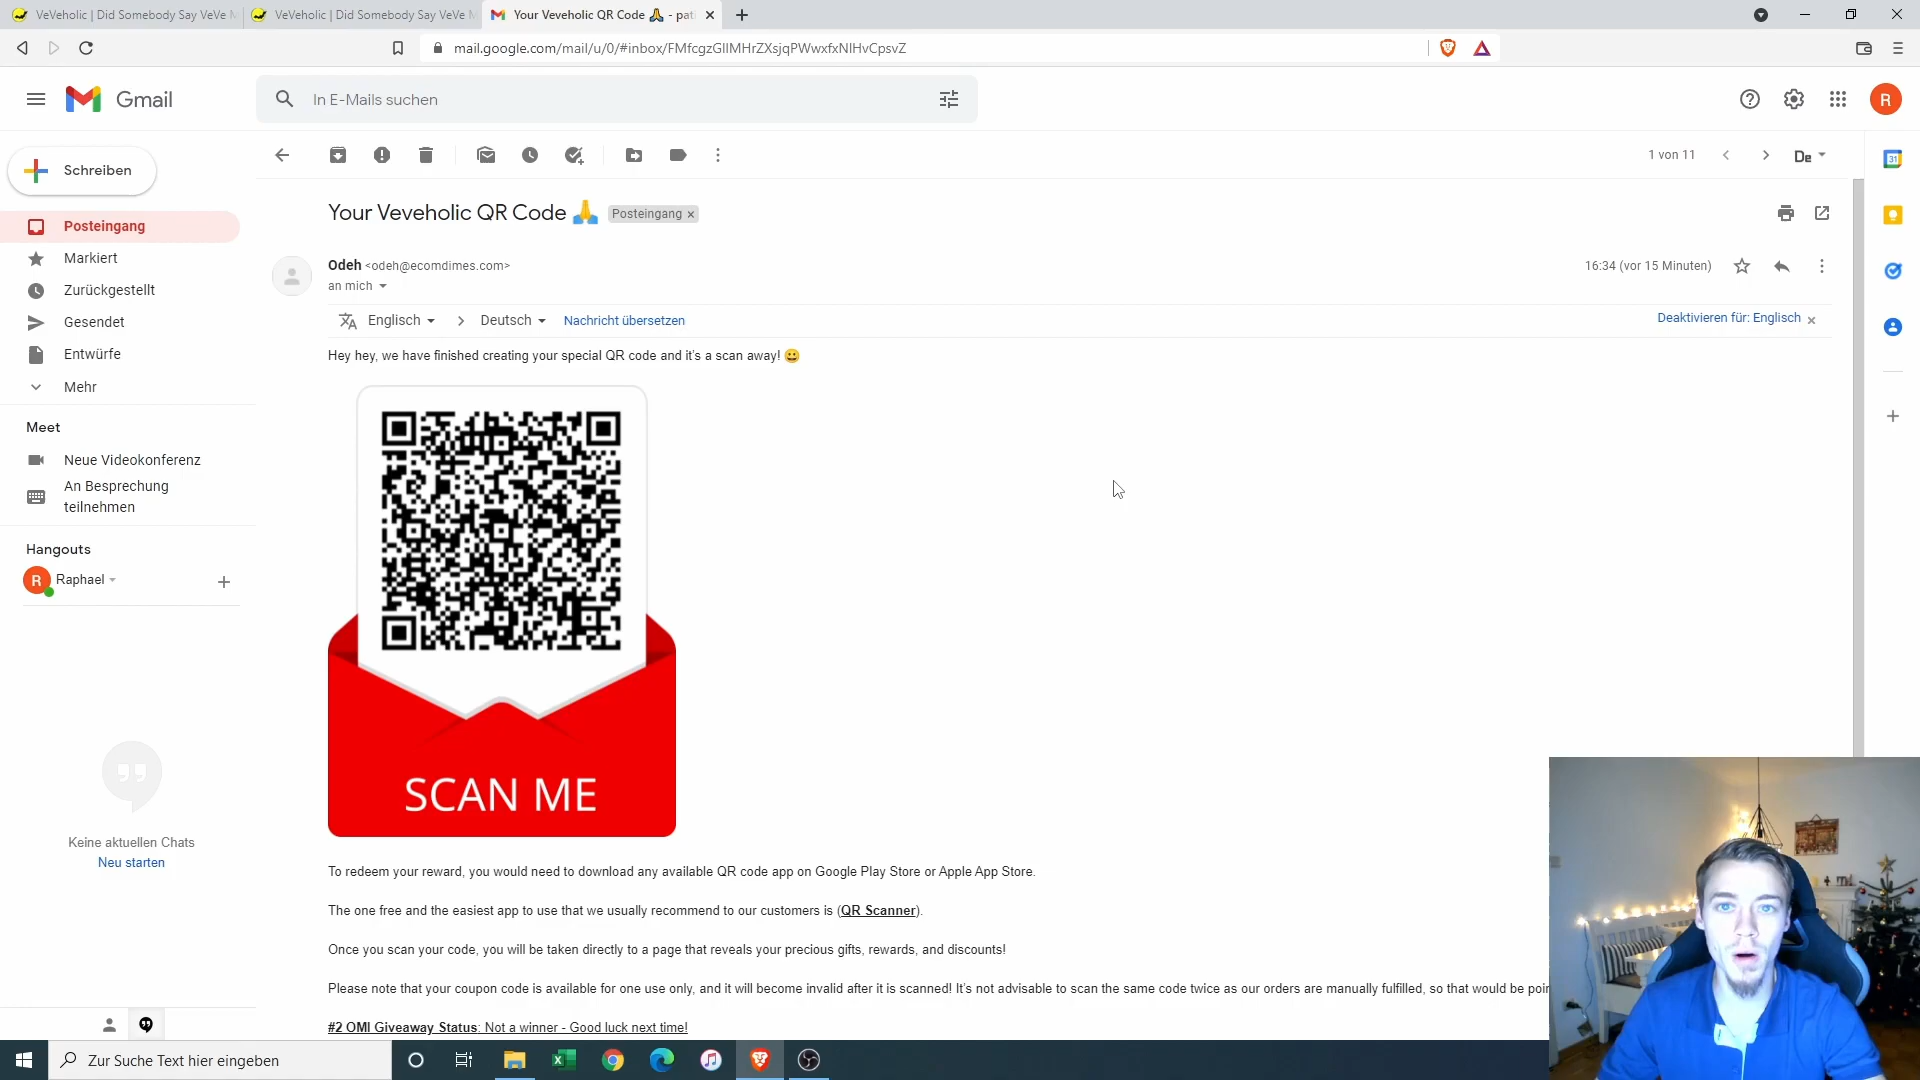 VeVeholic | Did Somebody Say VeVe M
VeVeholic | Did Somebody Say VeVe M
Your Veveholic QR Code 🙏 - pati
mail.google.com/mail/u/0/#inbox/FMfcgzGllMHrZXsjqPWwxfxNlHvCpsvZ
Gmail
In E-Mails suchen
R
Schreiben
1 von 11
De
31
Posteingang
Markiert
Zurückgestellt
Gesendet
Entwürfe
Mehr
Meet
Neue Videokonferenz
An Besprechung
teilnehmen
Hangouts
R
Raphael
Keine aktuellen Chats
Neu starten
Your Veveholic QR Code 🙏
Posteingang ×
Odeh <odeh@ecomdimes.com>
16:34 (vor 15 Minuten)
an mich
Englisch > Deutsch Nachricht übersetzen
Deaktivieren für: Englisch ×
Hey hey, we have finished creating your special QR code and it's a scan away! 😀
SCAN ME
To redeem your reward, you would need to download any available QR code app on Google Play Store or Apple App Store.
The one free and the easiest app to use that we usually recommend to our customers is (QR Scanner).
Once you scan your code, you will be taken directly to a page that reveals your precious gifts, rewards, and discounts!
Please note that your coupon code is available for one use only, and it will become invalid after it is scanned! It's not advisable to scan the same code twice as our orders are manually fulfilled, so that would be poin
#2 OMI Giveaway Status: Not a winner - Good luck next time!
Zur Suche Text hier eingeben